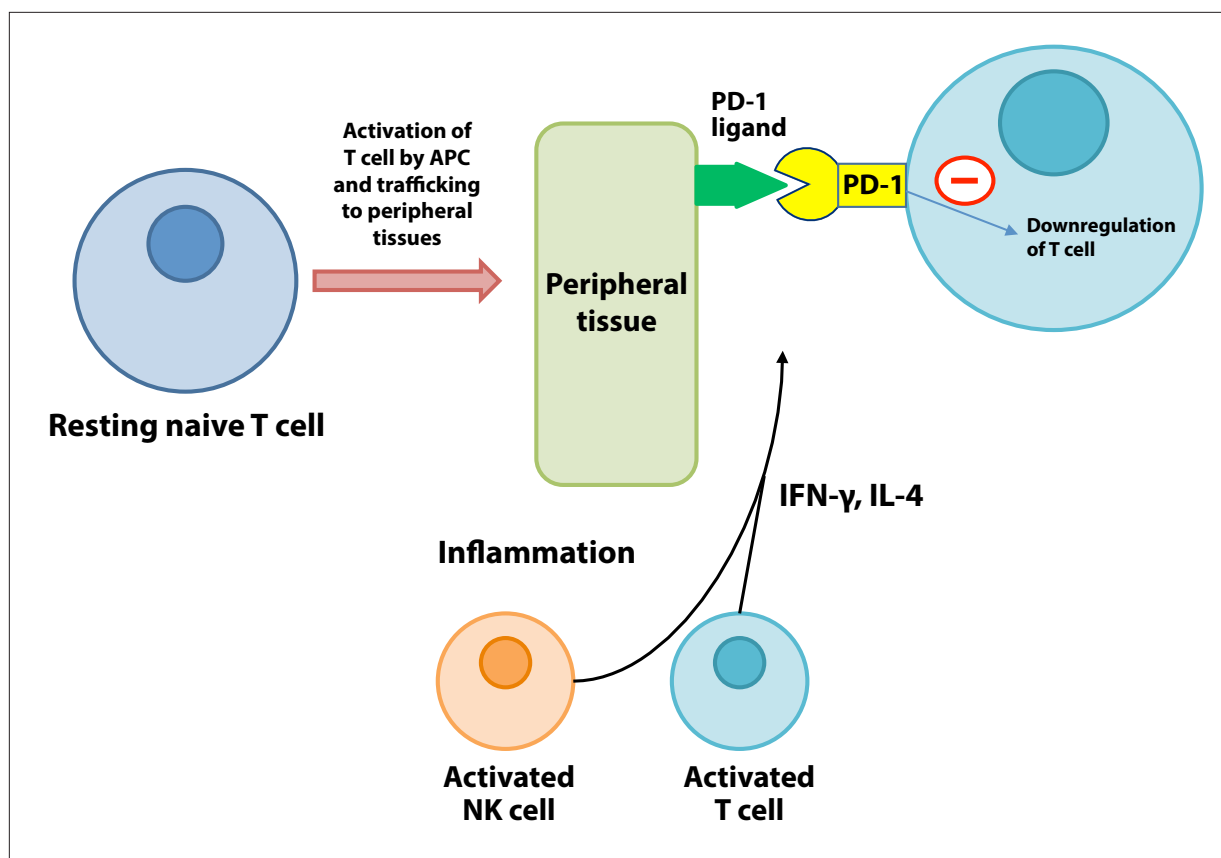 Activation of
T cell by APC
and trafficking
to peripheral
tissues
Resting naive T cell
Peripheral
tissue
PD-1
ligand
PD-1
Downregulation
of T cell
IFN-γ, IL-4
Inflammation
Activated
NK cell
Activated
T cell